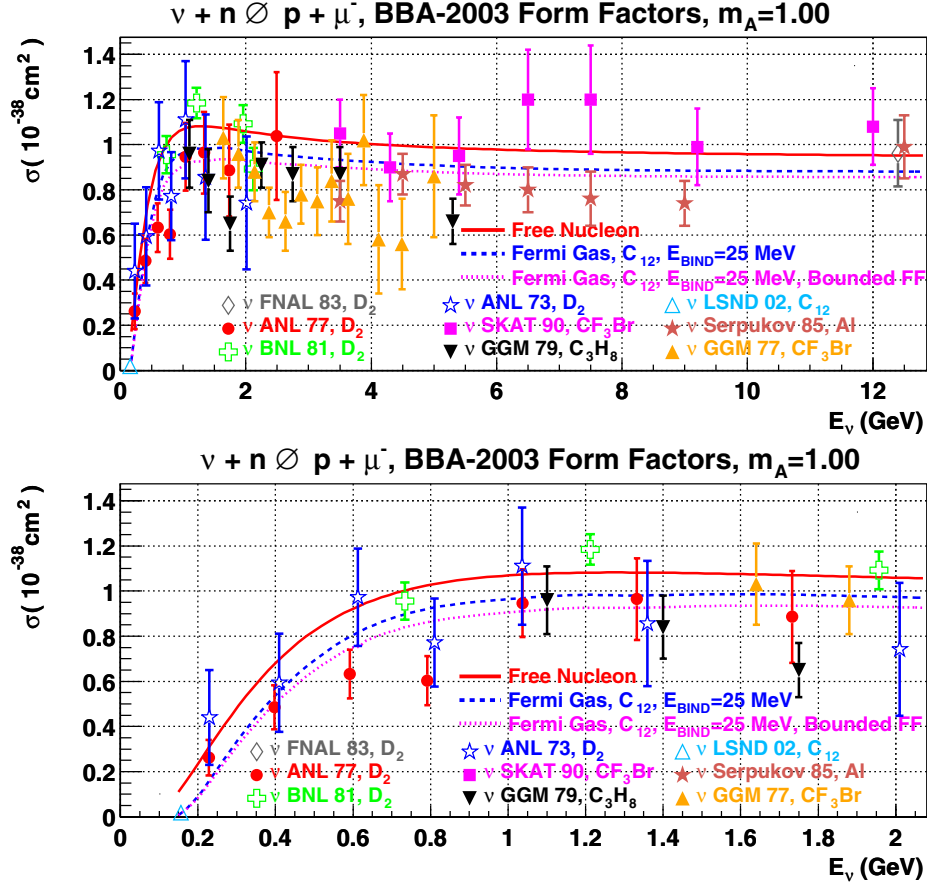 ν + n ∅ p + μ⁻, BBA-2003 Form Factors, m_A=1.00
σ( 10⁻³⁸cm²)
1.4
1.2
1
0.8
0.6
0.4
0.2
0
Free Nucleon
Fermi Gas, C₁₂, E_BIND=25 MeV
Fermi Gas, C₁₂, E_BIND=25 MeV, Bounded FF
ν FNAL 83, D₂ ν ANL 73, D₂ ν LSND 02, C₁₂
ν ANL 77, D₂ ν SKAT 90, CF₃Br ν Serpukov 85, Al
ν BNL 81, D₂ ν GGM 79, C₃H₈ ν GGM 77, CF₃Br
0 2 4 6 8 10 12
E_ν (GeV)
ν + n ∅ p + μ⁻, BBA-2003 Form Factors, m_A=1.00
σ( 10⁻³⁸cm²)
1.4
1.2
1
0.8
0.6
0.4
0.2
0
Free Nucleon
Fermi Gas, C₁₂, E_BIND=25 MeV
Fermi Gas, C₁₂, E_BIND=25 MeV, Bounded FF
ν FNAL 83, D₂ ν ANL 73, D₂ ν LSND 02, C₁₂
ν ANL 77, D₂ ν SKAT 90, CF₃Br ν Serpukov 85, Al
ν BNL 81, D₂ ν GGM 79, C₃H₈ ν GGM 77, CF₃Br
0 0.2 0.4 0.6 0.8 1 1.2 1.4 1.6 1.8 2
E_ν (GeV)